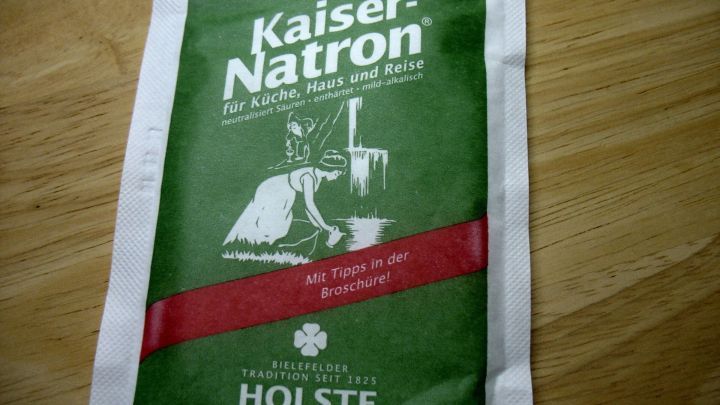 Kaiser-
Natron®
für Küche, Haus und Reise
neutralisiert Säuren • enthärtet • mild-alkalisch
Mit Tipps in der
Broschüre!
BIELEFELDER
TRADITION SEIT 1825
HOLSTE